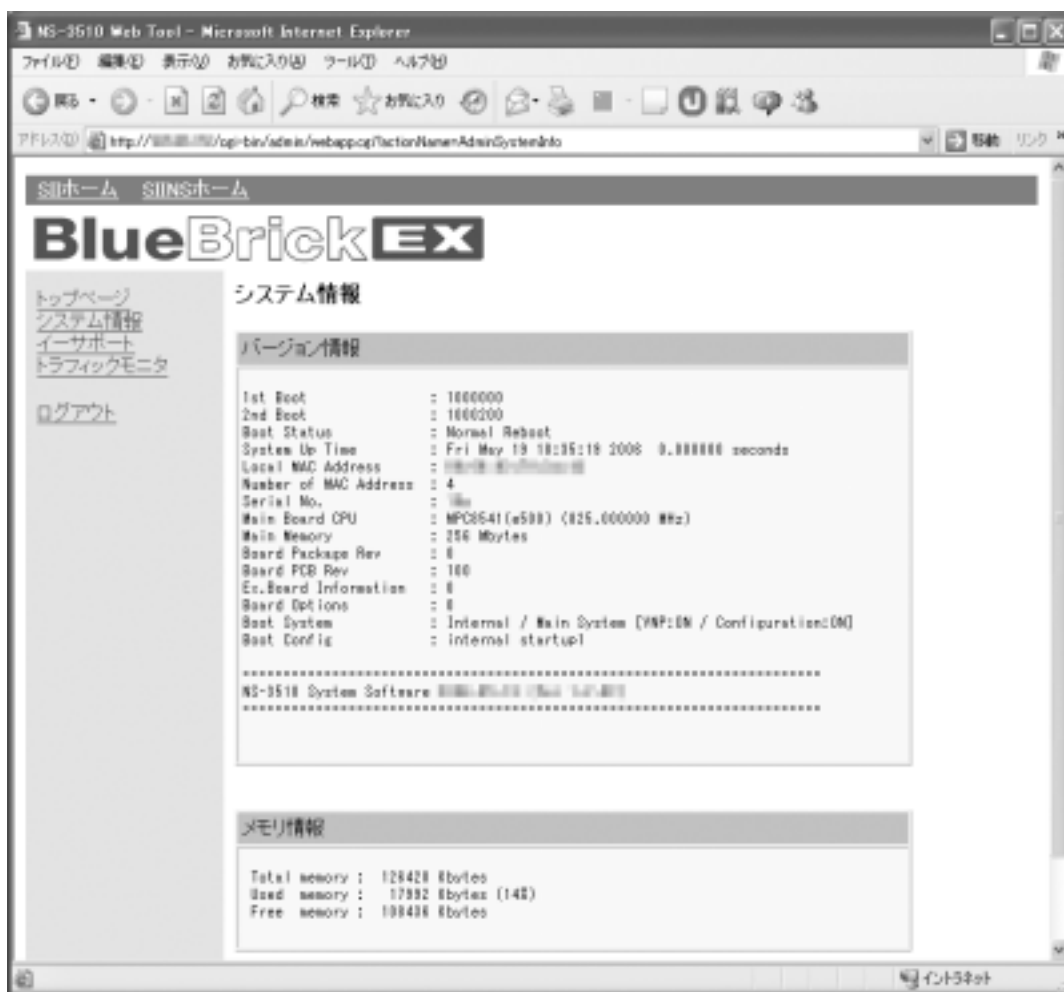 NS-3510 Web Tool - Microsoft Internet Explorer
ファイル(F) 編集(E) 表示(V) お気に入り(A) ツール(T) ヘルプ(H)
戻る 検索 お気に入り
アドレス(D) http:// /cgi-bin/admin/webapp.cgi?actionName=AdminSystemInfo 移動 リンク
SIIホーム SIINSホーム
BlueBrick EX
トップページ
システム情報
イーサポート
トラフィックモニタ
ログアウト
システム情報
バージョン情報
1st Boot : 1000000
2nd Boot : 1000200
Boot Status : Normal Reboot
System Up Time : Fri May 19 2006 seconds
Local MAC Address :
Number of MAC Address : 4
Serial No. :
Main Board CPU : MPC8541(e500) (825.000000 MHz)
Main Memory : 256 Mbytes
Board Package Rev : 0
Board PCB Rev : 100
Ex.Board Information : 0
Board Options : 0
Boot System : Internal / Main System [VNP:ON / Configuration:ON]
Boot Config : internal startup1
NS-3510 System Software
メモリ情報
Total memory : 126428 Kbytes
Used memory : 17992 Kbytes (14%)
Free memory : 108436 Kbytes
イントラネット